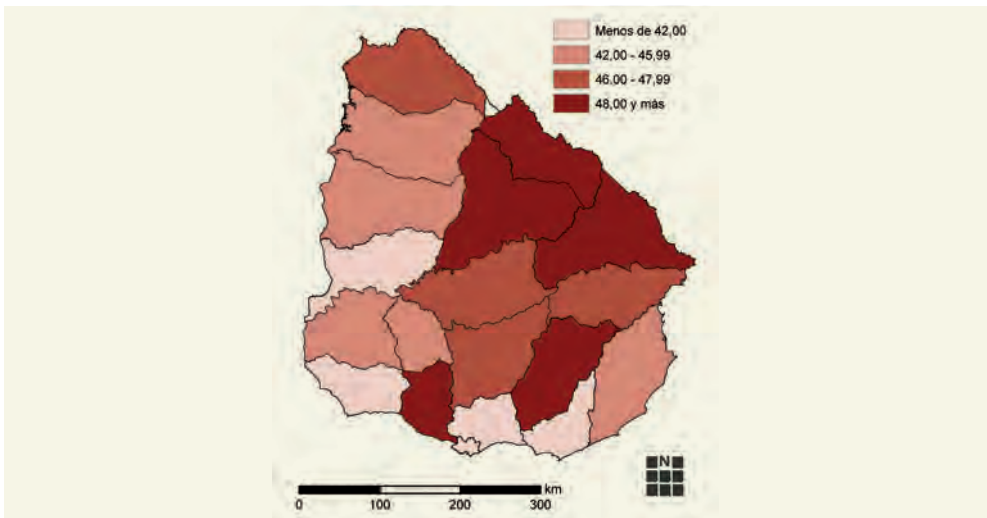 Menos de 42,00
42,00 - 45,99
46,00 - 47,99
48,00 y más
N
km
0 100 200 300